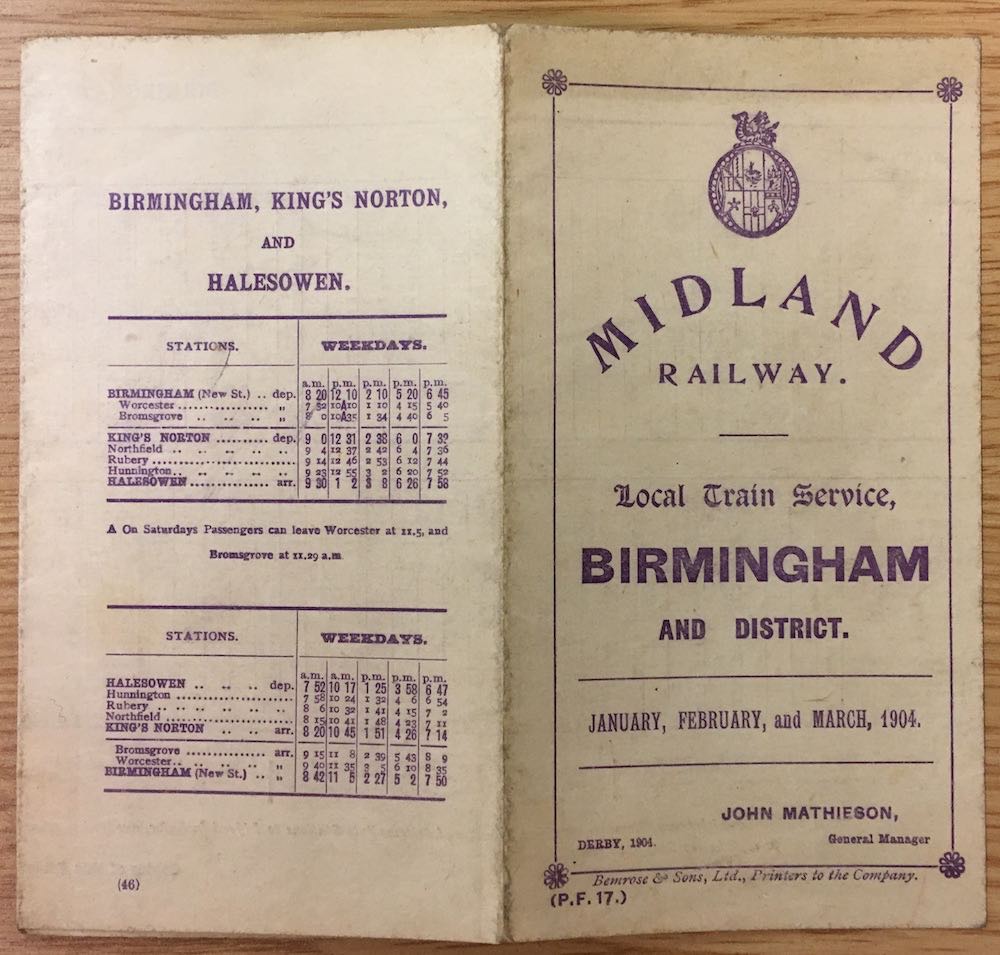 BIRMINGHAM, KING'S NORTON,
AND
HALESOWEN.
STATIONS. WEEKDAYS.
a.m. p.m. p.m. p.m. p.m.
BIRMINGHAM (New St.) .. dep. 8 20 12 10 2 10 5 20 6 45
Worcester ................ „ 7 32 10A10 1 10 4 15 5 40
Bromsgrove .. .. .. „ 8 0 10A35 1 34 4 40 6 5
KING'S NORTON .......... dep. 9 0 12 31 2 38 6 0 7 32
Northfield .. .. .. .. .. 9 4 12 37 2 42 6 4 7 36
Rubery ..................... 9 14 12 46 2 53 6 12 7 44
Hunnington.. .. .. .. .. 9 23 12 55 3 2 6 20 7 52
HALESOWEN ............... arr. 9 30 1 2 3 8 6 26 7 58
A On Saturdays Passengers can leave Worcester at 11.5, and
Bromsgrove at 11.29 a.m.
STATIONS. WEEKDAYS.
a.m. a.m. p.m. p.m. p.m.
HALESOWEN .. .. .. dep. 7 52 10 17 1 25 3 58 6 47
Hunnington .................. 7 58 10 24 1 32 4 6 6 54
Rubery .. .. .. .. .. 8 6 10 32 1 41 4 15 7 2
Northfield ................... 8 15 10 41 1 48 4 23 7 11
KING'S NORTON .. .. arr. 8 20 10 45 1 51 4 26 7 14
Bromsgrove ............... arr. 9 15 11 8 2 39 5 43 8 9
Worcester.. .. .. .. „ 9 40 11 35 3 5 6 10 8 35
BIRMINGHAM (New St.) .. „ 8 42 11 5 2 27 5 2 7 50
(46)
MIDLAND
RAILWAY.
Local Train Service,
BIRMINGHAM
AND DISTRICT.
JANUARY, FEBRUARY, and MARCH, 1904.
JOHN MATHIESON,
DERBY, 1904. General Manager
Bemrose & Sons, Ltd., Printers to the Company.
(P.F. 17.)